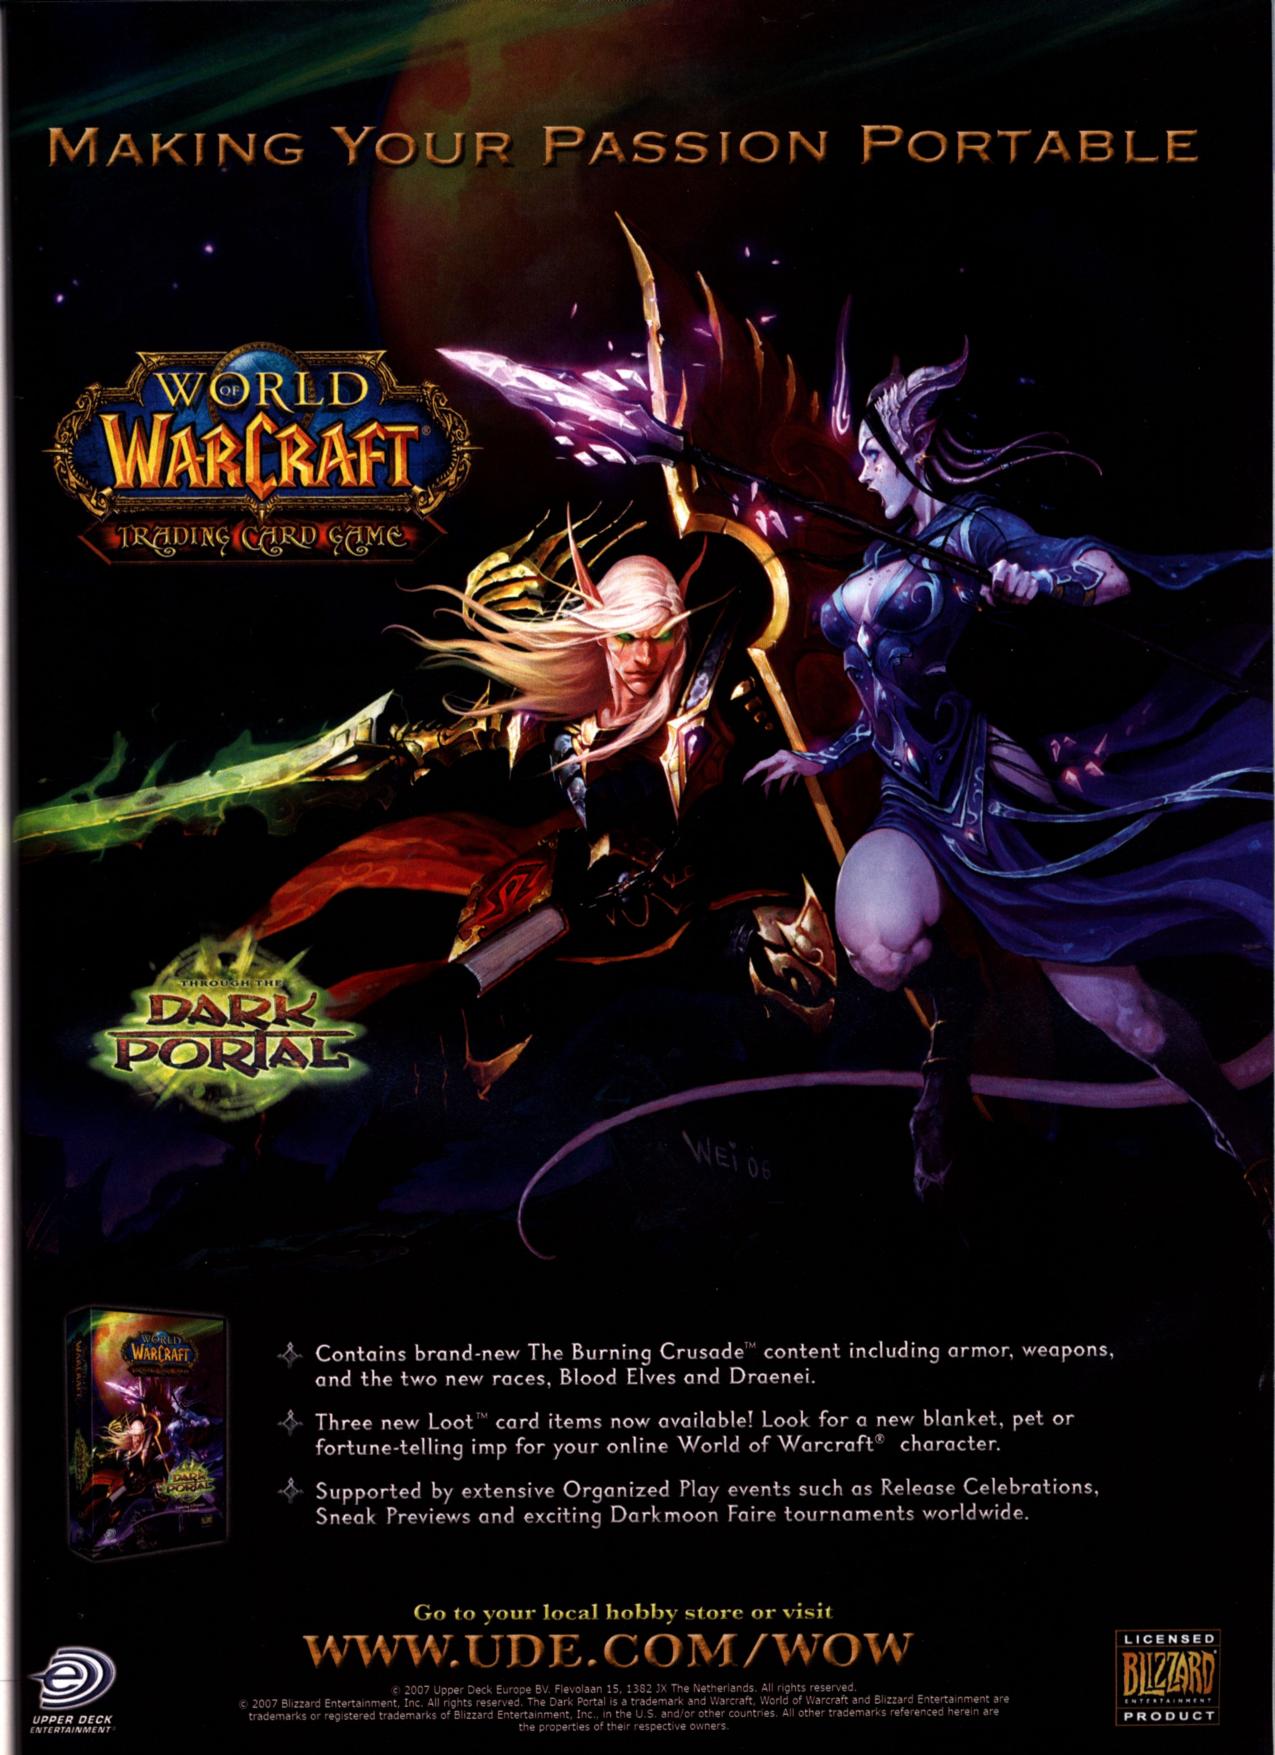 MAKING YOUR PASSION PORTABLE
WORLD
OF
WARCRAFT®
TRADING CARD GAME
THROUGH THE
DARK
PORTAL
WEI 06
WORLD
WARCRAFT
DARK
PORTAL
Contains brand-new The Burning Crusade™ content including armor, weapons,
and the two new races, Blood Elves and Draenei.
Three new Loot™ card items now available! Look for a new blanket, pet or
fortune-telling imp for your online World of Warcraft® character.
Supported by extensive Organized Play events such as Release Celebrations,
Sneak Previews and exciting Darkmoon Faire tournaments worldwide.
Go to your local hobby store or visit
WWW.UDE.COM/WOW
© 2007 Upper Deck Europe BV. Flevolaan 15, 1382 JX The Netherlands. All rights reserved.
© 2007 Blizzard Entertainment, Inc. All rights reserved. The Dark Portal is a trademark and Warcraft, World of Warcraft and Blizzard Entertainment are
trademarks or registered trademarks of Blizzard Entertainment, Inc., in the U.S. and/or other countries. All other trademarks referenced herein are
the properties of their respective owners.
UPPER DECK
ENTERTAINMENT®
LICENSED
BLIZZARD
ENTERTAINMENT
PRODUCT